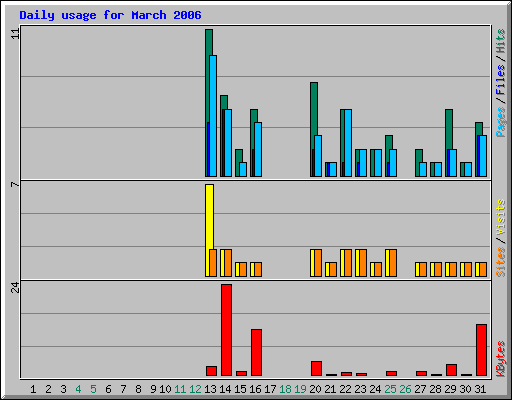 Daily usage for March 2006
11
Pages / Files / Hits
7
Sites / Visits
24
KBytes
1 2 3 4 5 6 7 8 9 10 11 12 13 14 15 16 17 18 19 20 21 22 23 24 25 26 27 28 29 30 31